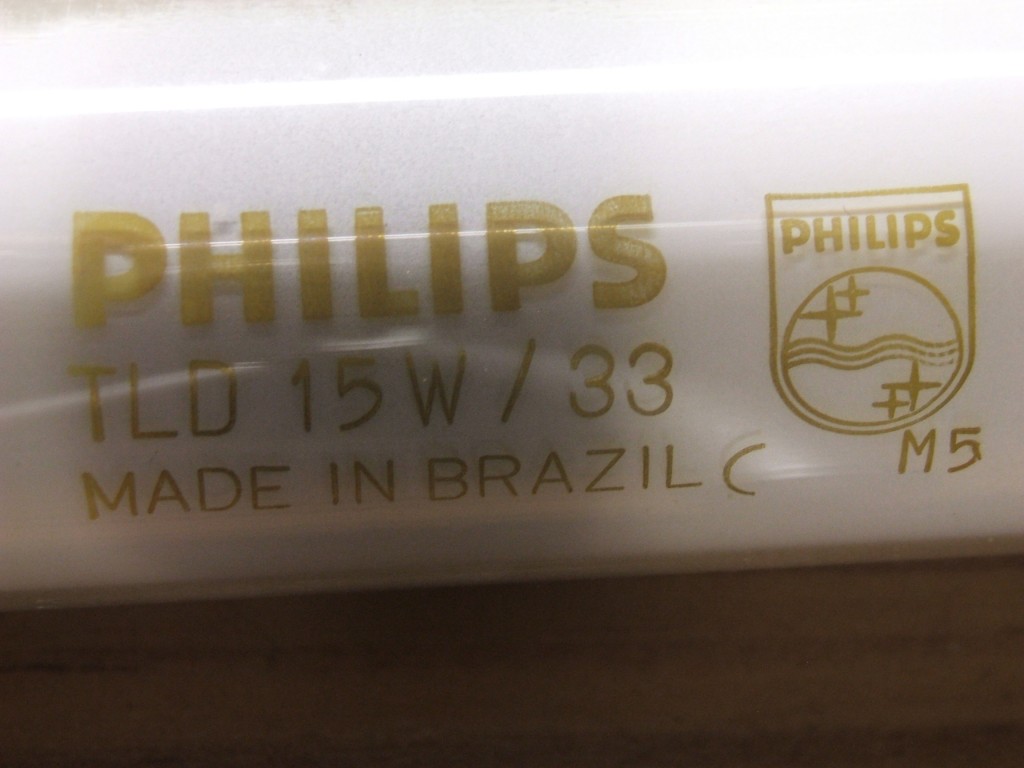 PHILIPS
TLD 15W / 33
MADE IN BRAZIL C
PHILIPS
M5